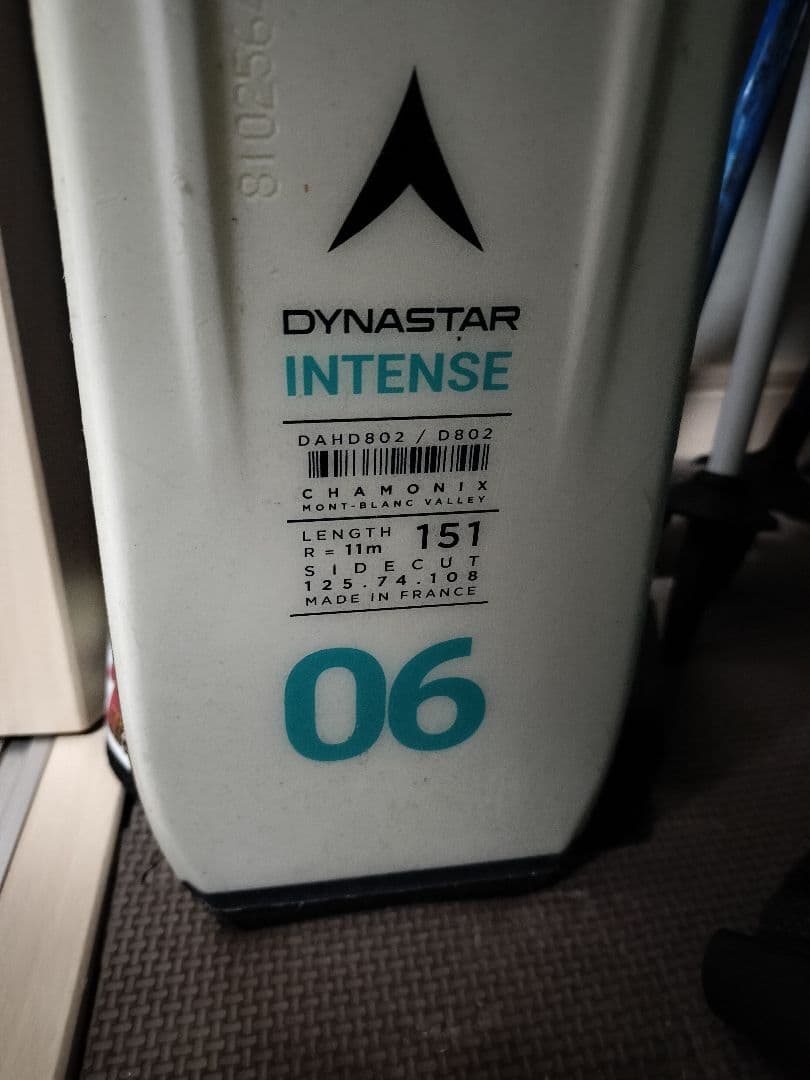 8102564
DYNASTAR
INTENSE
DAHD802 / D802
CHAMONIX
MONT-BLANC VALLEY
LENGTH 151
R = 11m
SIDECUT
125.74.108
MADE IN FRANCE
06